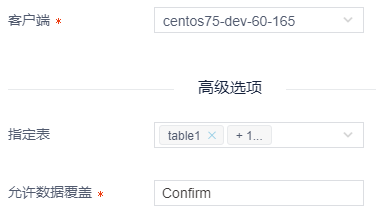 客户端 * centos75-dev-60-165
高级选项
指定表 table1 × + 1...
允许数据覆盖 * Confirm